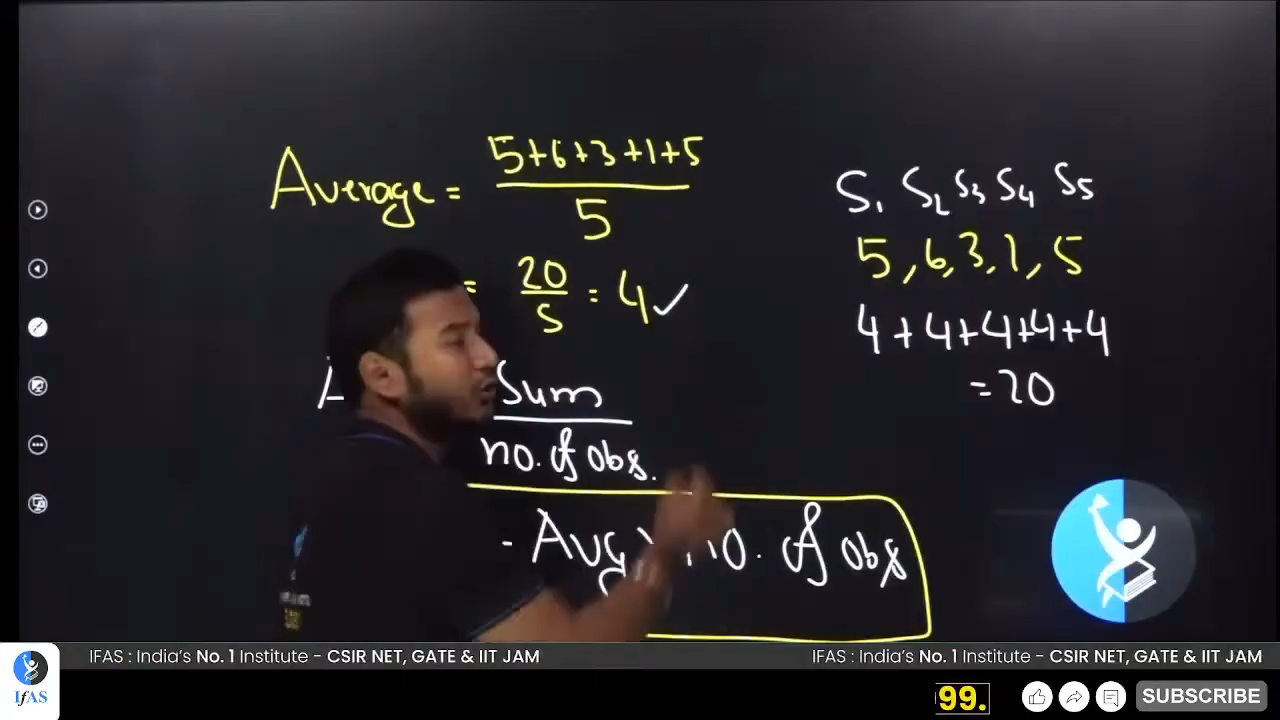 5+6+3+1+5
Average = 
5
= 20/5 = 4 ✓
Sum
no. of obs.
- Avg no. of obs
S1 S2 S3 S4 S5
5, 6, 3, 1, 5
4 + 4 + 4 + 4 + 4
= 20
IFAS : India's No. 1 Institute - CSIR NET, GATE & IIT JAM
IFAS : India's No. 1 Institute - CSIR NET, GATE & IIT JAM
IfAS
99.
SUBSCRIBE